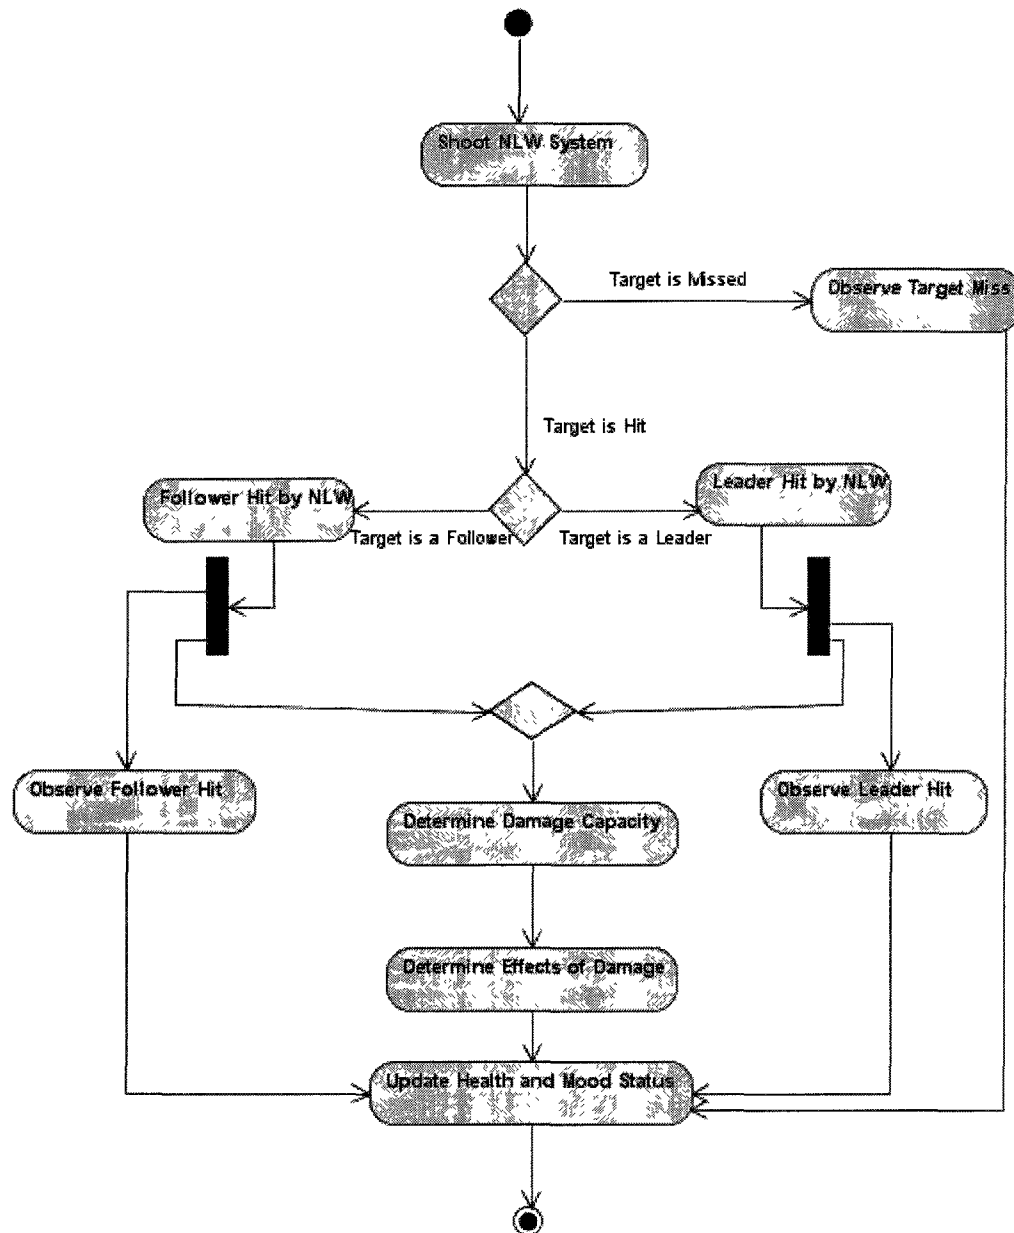 Shoot NLW System
Target is Missed
Observe Target Miss
Target is Hit
Follower Hit by NLW
Leader Hit by NLW
Target is a Follower
Target is a Leader
Observe Follower Hit
Observe Leader Hit
Determine Damage Capacity
Determine Effects of Damage
Update Health and Mood Status